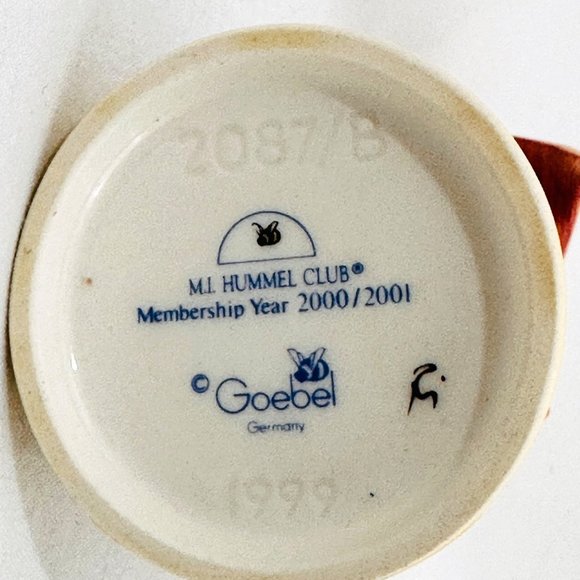 2087/B
M.I. HUMMEL CLUB®
Membership Year 2000/2001
© Goebel
Germany
1999